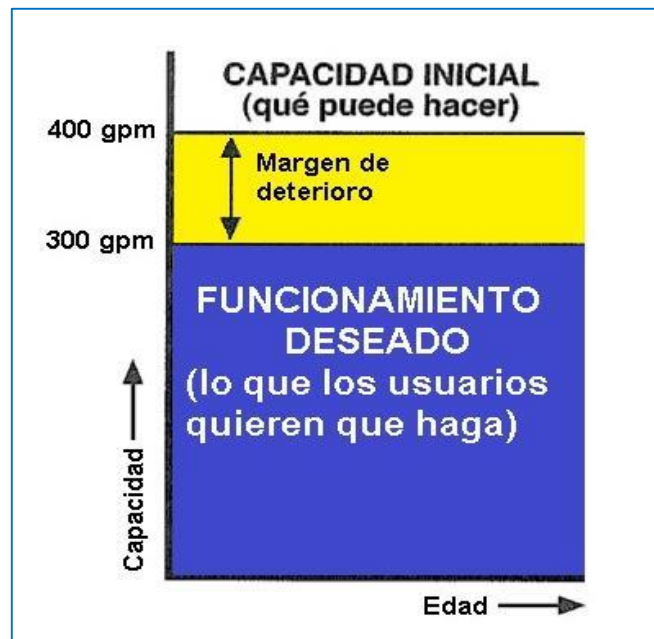 CAPACIDAD INICIAL
(qué puede hacer)
400 gpm
Margen de
deterioro
300 gpm
FUNCIONAMIENTO
DESEADO
(lo que los usuarios
quieren que haga)
Capacidad
Edad